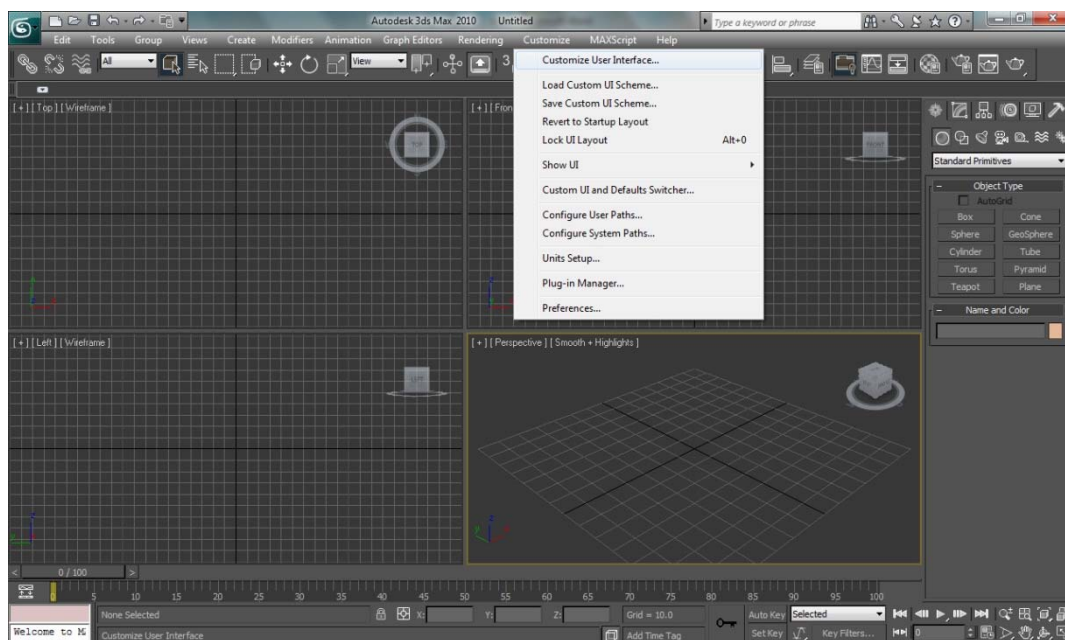 Autodesk 3ds Max 2010 Untitled
Type a keyword or phrase
Edit Tools Group Views Create Modifiers Animation Graph Editors Rendering Customize MAXScript Help
All
View
3
Customize User Interface...
Load Custom UI Scheme...
Save Custom UI Scheme...
Revert to Startup Layout
Lock UI Layout Alt+0
Show UI
Custom UI and Defaults Switcher...
Configure User Paths...
Configure System Paths...
Units Setup...
Plug-in Manager...
Preferences...
[ + ] [ Top ] [ Wireframe ]
TOP
[ + ] [ Fron
FRONT
Standard Primitives
Object Type
AutoGrid
Box Cone
Sphere GeoSphere
Cylinder Tube
Torus Pyramid
Teapot Plane
Name and Color
[ + ] [ Left ] [ Wireframe ]
LEFT
[ + ] [ Perspective ] [ Smooth + Highlights ]
< 0 / 100 >
0 5 10 15 20 25 30 35 40 45 50 55 60 65 70 75 80 85 90 95 100
None Selected X: Y: Z: Grid = 10.0 Auto Key Selected
Welcome to M Customize User Interface Add Time Tag Set Key Key Filters... 0